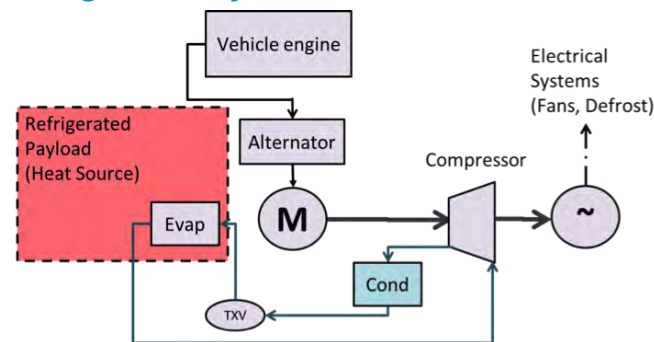 Vehicle engine
Electrical
Systems
(Fans, Defrost)
Refrigerated
Payload
(Heat Source)
Alternator
Compressor
Evap
M
~
Cond
TXV